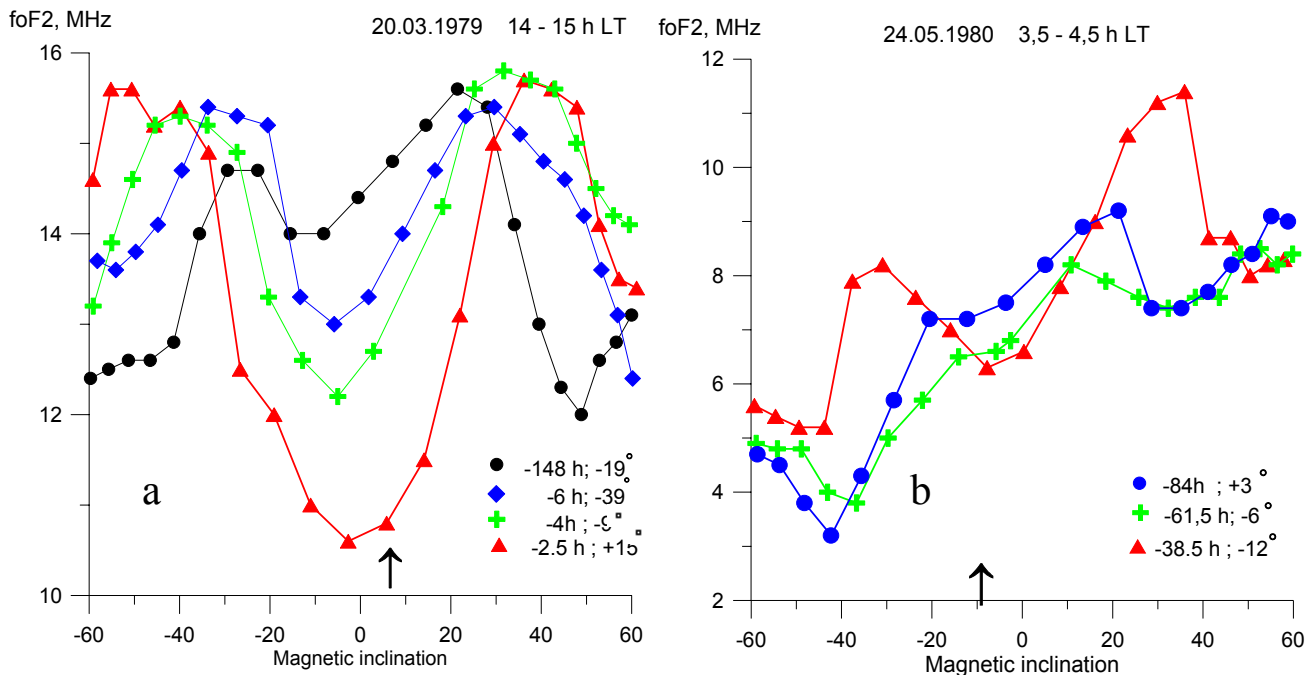 foF2, MHz
20.03.1979 14 - 15 h LT
16
14
12
10
-60 -40 -20 0 20 40 60
Magnetic inclination
a
-148 h; -19°
-6 h; -39°
-4h ; -9°
-2.5 h ; +15°
foF2, MHz
24.05.1980 3,5 - 4,5 h LT
12
10
8
6
4
2
-60 -40 -20 0 20 40 60
Magnetic inclination
b
-84h ; +3°
-61,5 h; -6°
-38.5 h ; -12°